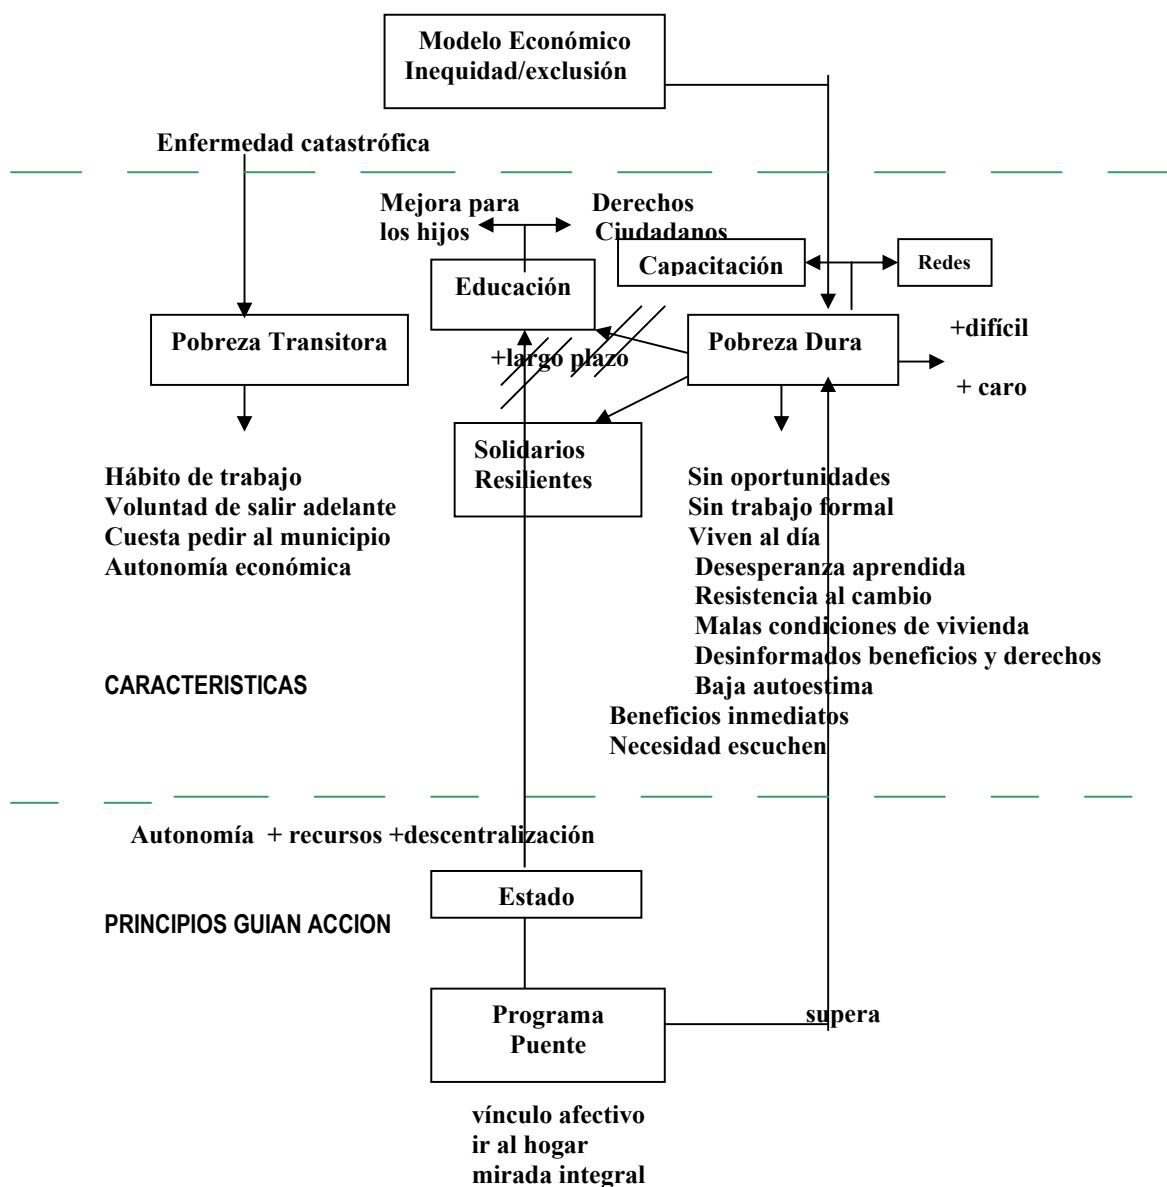 Modelo Económico
Inequidad/exclusión
Enfermedad catastrófica
Mejora para
los hijos
Derechos
Ciudadanos
Capacitación
Redes
Educación
Pobreza Transitora
+largo plazo
Pobreza Dura
+difícil
+ caro
Solidarios
Resilientes
Hábito de trabajo
Voluntad de salir adelante
Cuesta pedir al municipio
Autonomía económica
Sin oportunidades
Sin trabajo formal
Viven al día
Desesperanza aprendida
Resistencia al cambio
Malas condiciones de vivienda
Desinformados beneficios y derechos
Baja autoestima
Beneficios inmediatos
Necesidad escuchen
CARACTERISTICAS
Autonomía + recursos +descentralización
Estado
PRINCIPIOS GUIAN ACCION
Programa
Puente
supera
vínculo afectivo
ir al hogar
mirada integral